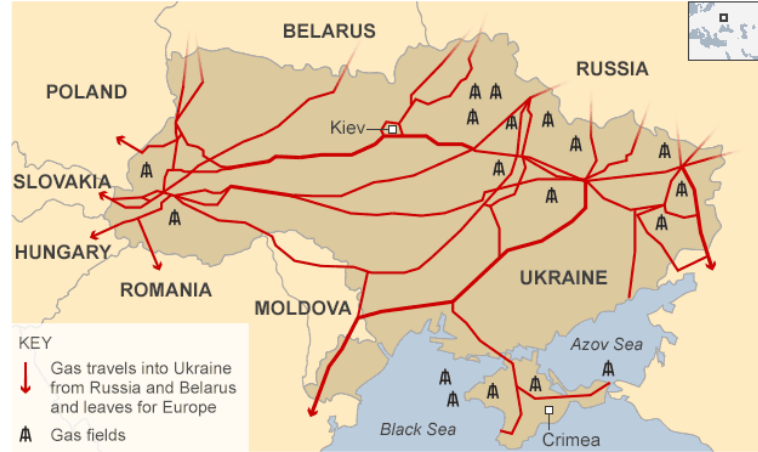 BELARUS
RUSSIA
POLAND
Kiev
SLOVAKIA
HUNGARY
ROMANIA
UKRAINE
MOLDOVA
KEY
Gas travels into Ukraine
from Russia and Belarus
and leaves for Europe
Gas fields
Azov Sea
Black Sea
Crimea